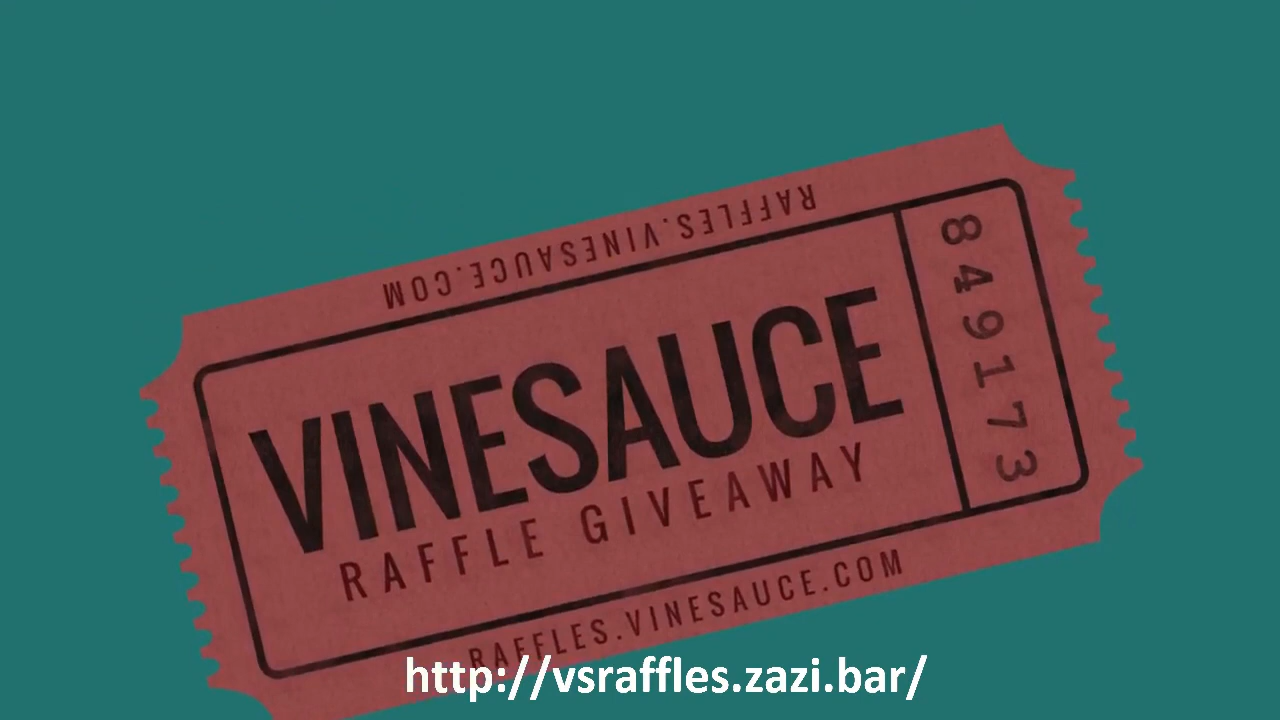 RAFFLES.VINESAUCE.COM
VINESAUCE
RAFFLE GIVEAWAY
849173
RAFFLES.VINESAUCE.COM
http://vsraffles.zazi.bar/